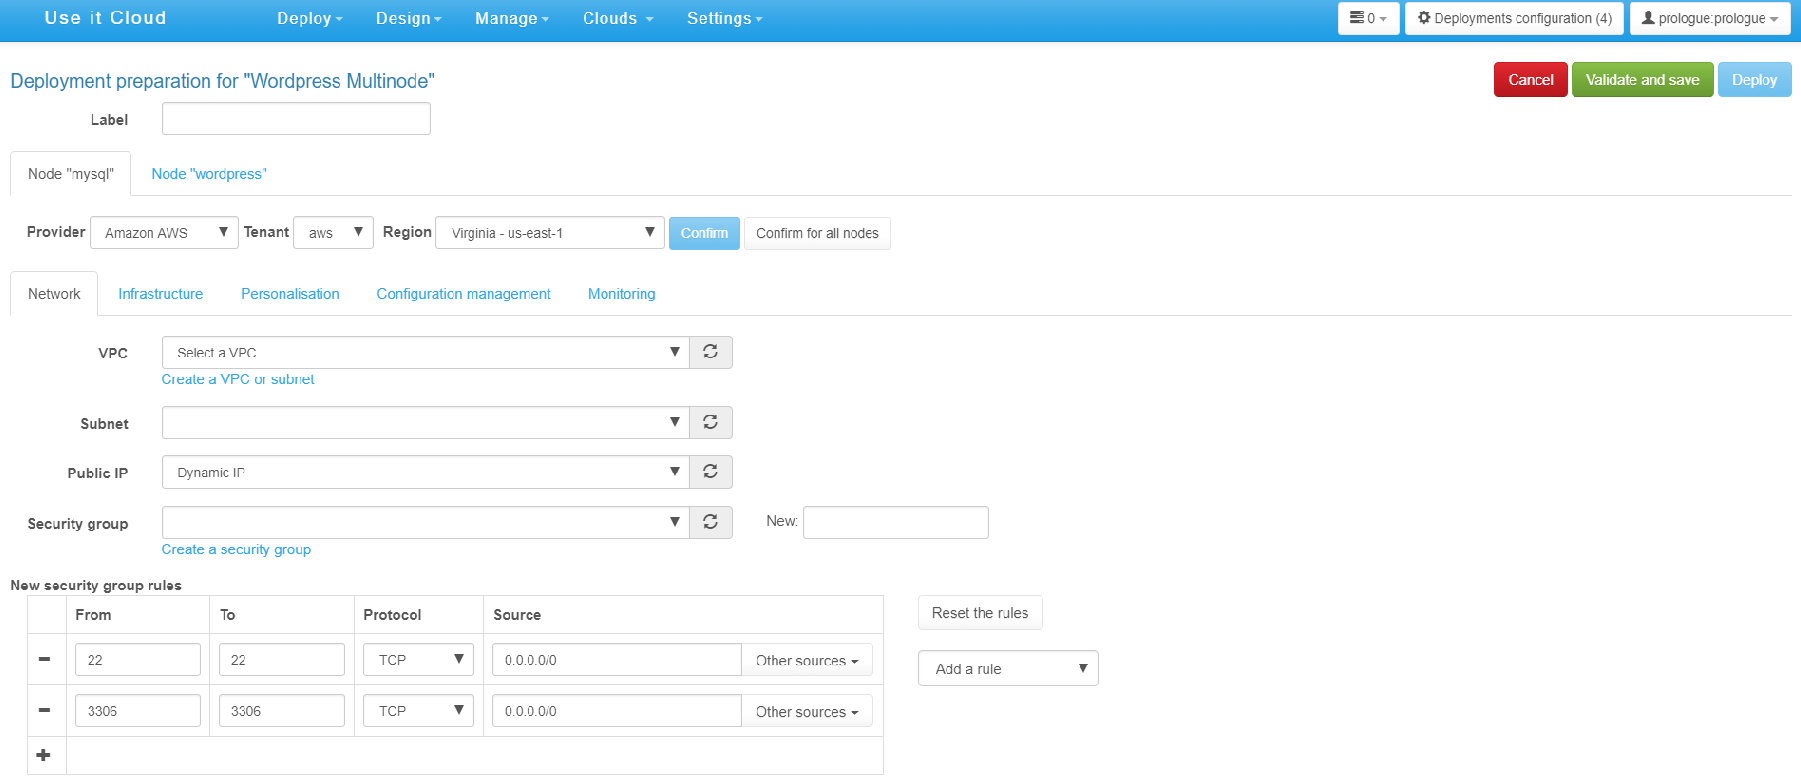 Use it Cloud Deploy Design Manage Clouds Settings 0 Deployments configuration (4) prologue:prologue
Deployment preparation for "Wordpress Multinode" Cancel Validate and save Deploy
Label
Node "mysql" Node "wordpress"
Provider Amazon AWS Tenant aws Region Virginia - us-east-1 Confirm Confirm for all nodes
Network Infrastructure Personalisation Configuration management Monitoring
VPC Select a VPC
Create a VPC or subnet
Subnet
Public IP Dynamic IP
Security group New:
Create a security group
New security group rules
From To Protocol Source Reset the rules
22 22 TCP 0.0.0.0/0 Other sources Add a rule
3306 3306 TCP 0.0.0.0/0 Other sources